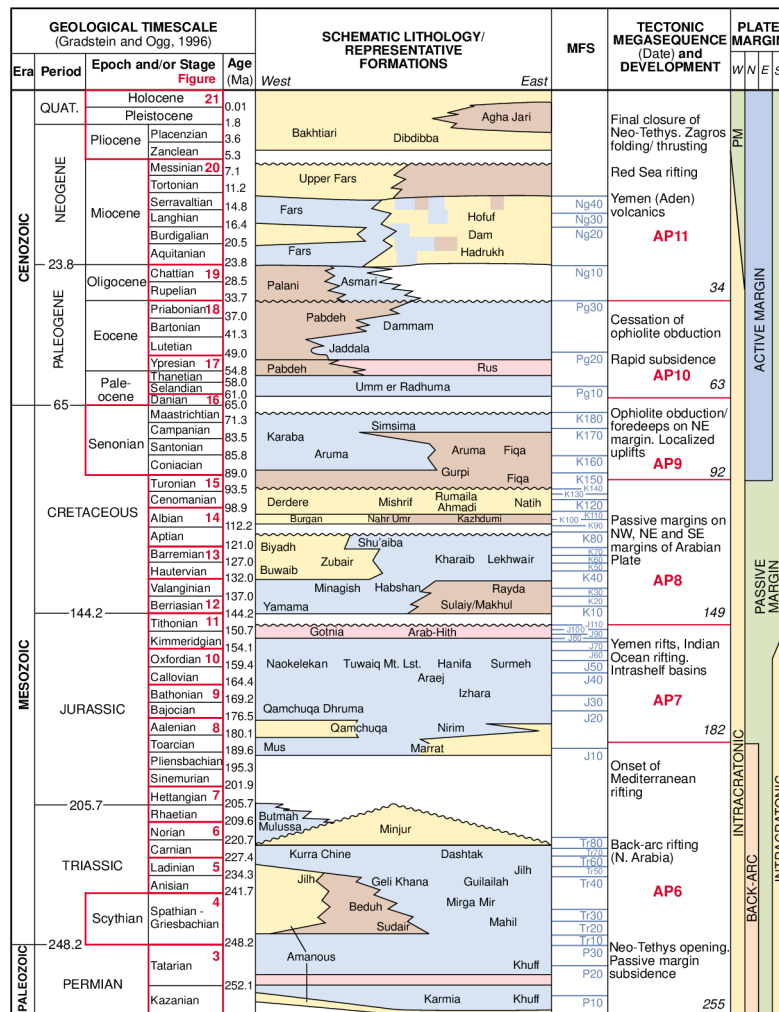 GEOLOGICAL TIMESCALE
(Gradstein and Ogg, 1996)
SCHEMATIC LITHOLOGY/
REPRESENTATIVE
FORMATIONS
MFS
TECTONIC
MEGASEQUENCE
(Date) and
DEVELOPMENT
PLATE
MARGIN
Era
Period
Epoch and/or Stage
Figure
Age
(Ma)
West
East
W N E S
CENOZOIC
MESOZOIC
PALEOZOIC
QUAT.
NEOGENE
23.8
PALEOGENE
65
CRETACEOUS
144.2
JURASSIC
205.7
TRIASSIC
248.2
PERMIAN
Holocene 21
0.01
Pleistocene
1.8
Pliocene
Placenzian
3.6
Zanclean
5.3
Miocene
Messinian 20
7.1
Tortonian
11.2
Serravaltian
14.8
Langhian
16.4
Burdigalian
20.5
Aquitanian
23.8
Oligocene
Chattian 19
28.5
Rupelian
33.7
Eocene
Priabonian 18
37.0
Bartonian
41.3
Lutetian
49.0
Ypresian 17
54.8
Pale-
ocene
Thanetian
58.0
Selandian
61.0
Danian 16
65.0
Senonian
Maastrichtian
71.3
Campanian
83.5
Santonian
85.8
Coniacian
89.0
Turonian 15
93.5
Cenomanian
98.9
Albian 14
112.2
Aptian
121.0
Barremian 13
127.0
Hautervian
132.0
Valanginian
137.0
Berriasian 12
144.2
Tithonian 11
150.7
Kimmeridgian
154.1
Oxfordian 10
159.4
Callovian
164.4
Bathonian 9
169.2
Bajocian
176.5
Aalenian 8
180.1
Toarcian
189.6
Pliensbachian
195.3
Sinemurian
201.9
Hettangian 7
205.7
Rhaetian
209.6
Norian 6
220.7
Carnian
227.4
Ladinian 5
234.3
Anisian
241.7
Scythian
4
Spathian -
Griesbachian
248.2
Tatarian
3
252.1
Kazanian
Agha Jari
Bakhtiari
Dibdibba
Upper Fars
Fars
Hofuf
Dam
Fars
Hadrukh
Palani
Asmari
Pabdeh
Dammam
Jaddala
Pabdeh
Rus
Umm er Radhuma
Simsima
Karaba
Aruma
Aruma
Fiqa
Gurpi
Fiqa
Derdere
Mishrif
Rumaila
Ahmadi
Natih
Burgan
Nahr Umr
Kazhdumi
Biyadh
Shu'aiba
Zubair
Kharaib
Lekhwair
Buwaib
Minagish
Habshan
Rayda
Yamama
Sulaiy/Makhul
Gotnia
Arab-Hith
Naokelekan
Tuwaiq Mt. Lst.
Hanifa
Surmeh
Araej
Izhara
Qamchuqa Dhruma
Qamchuqa
Nirim
Mus
Marrat
Butmah
Mulussa
Minjur
Kurra Chine
Dashtak
Jilh
Jilh
Geli Khana
Guilailah
Beduh
Mirga Mir
Sudair
Mahil
Amanous
Khuff
Karmia
Khuff
Ng40
Ng30
Ng20
Ng10
Pg30
Pg20
Pg10
K180
K170
K160
K150
K140
K130
K120
K110
K100
K90
K80
K70
K60
K50
K40
K30
K20
K10
J110
J100
J90
J80
J70
J60
J50
J40
J30
J20
J10
Tr80
Tr70
Tr60
Tr50
Tr40
Tr30
Tr20
Tr10
P30
P20
P10
Final closure of
Neo-Tethys. Zagros
folding/ thrusting
Red Sea rifting
Yemen (Aden)
volcanics
AP11
34
Cessation of
ophiolite obduction
Rapid subsidence
AP10
63
Ophiolite obduction/
foredeeps on NE
margin. Localized
uplifts
AP9
92
Passive margins on
NW, NE and SE
margins of Arabian
Plate
AP8
149
Yemen rifts, Indian
Ocean rifting.
Intrashelf basins
AP7
182
Onset of
Mediterranean
rifting
Back-arc rifting
(N. Arabia)
AP6
Neo-Tethys opening.
Passive margin
subsidence
255
PM
ACTIVE MARGIN
PASSIVE
MARGIN
INTRACRATONIC
BACK-ARC
INTRACRATONIC